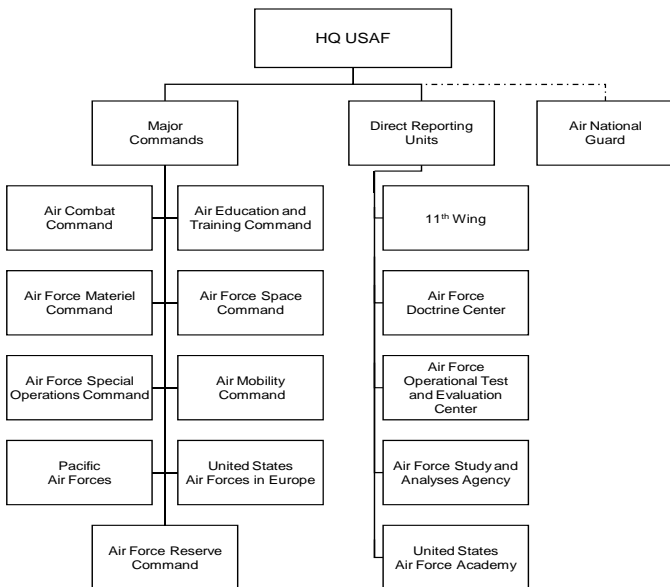 HQ USAF
Major
Commands
Direct Reporting
Units
Air National
Guard
Air Combat
Command
Air Education and
Training Command
11th Wing
Air Force Materiel
Command
Air Force Space
Command
Air Force
Doctrine Center
Air Force Special
Operations Command
Air Mobility
Command
Air Force
Operational Test
and Evaluation
Center
Pacific
Air Forces
United States
Air Forces in Europe
Air Force Study and
Analyses Agency
Air Force Reserve
Command
United States
Air Force Academy